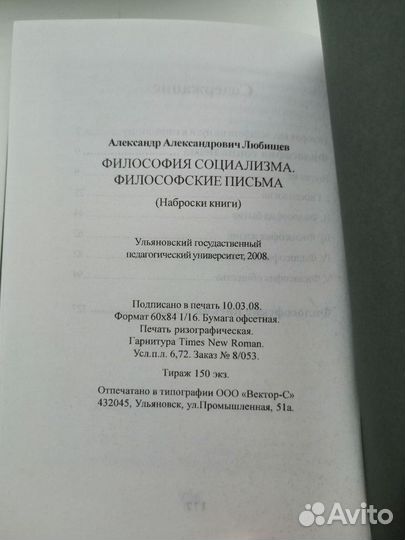 Александр Александрович Любищев
ФИЛОСОФИЯ СОЦИАЛИЗМА.
ФИЛОСОФСКИЕ ПИСЬМА
(Наброски книги)
Ульяновский государственный
педагогический университет, 2008.
Подписано в печать 10.03.08.
Формат 60x84 1/16. Бумага офсетная.
Печать ризографическая.
Гарнитура Times New Roman.
Усл.п.л. 6,72. Заказ № 8/053.
Тираж 150 экз.
Отпечатано в типографии ООО «Вектор-С»
432045, Ульяновск, ул.Промышленная, 51а.
Avito